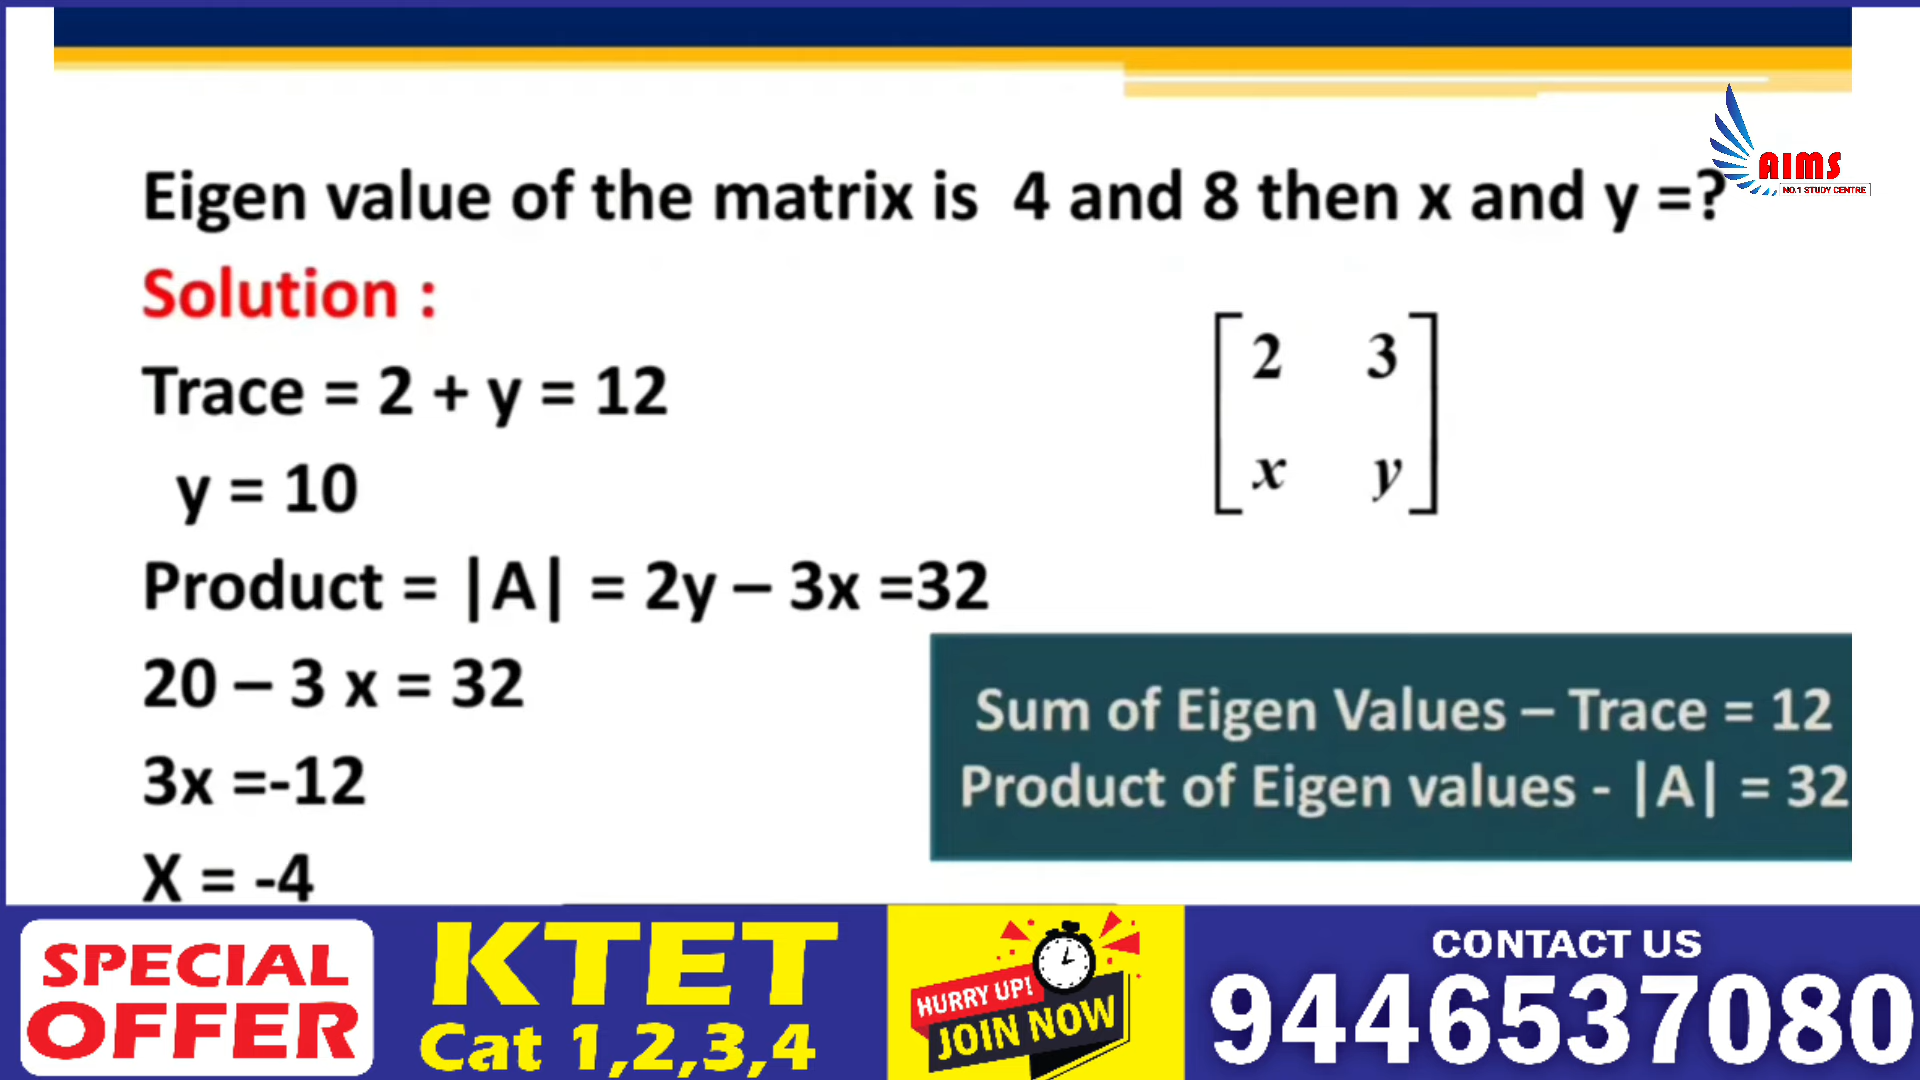 AIMS
NO.1 STUDY CENTRE
Eigen value of the matrix is 4 and 8 then x and y =?
Solution :
2 3
x y
Trace = 2 + y = 12
y = 10
Product = |A| = 2y – 3x =32
20 – 3 x = 32
3x =-12
X = -4
Sum of Eigen Values – Trace = 12
Product of Eigen values - |A| = 32
SPECIAL
OFFER
KTET
Cat 1,2,3,4
HURRY UP!
JOIN NOW
CONTACT US
9446537080